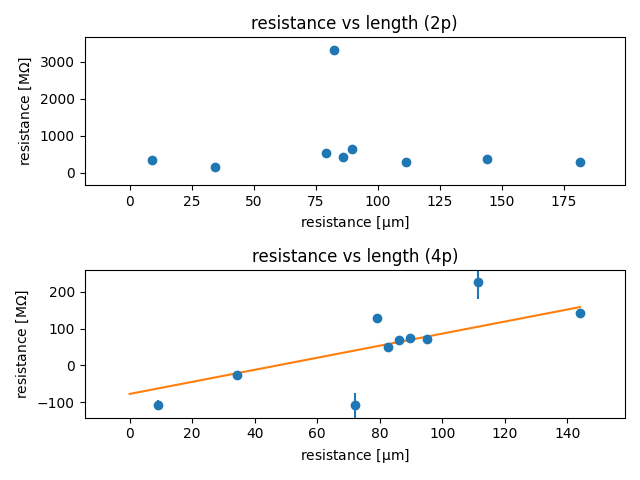 resistance vs length (2p)
3000
2000
1000
0
resistance [MΩ]
0 25 50 75 100 125 150 175
resistance [µm]
resistance vs length (4p)
200
100
0
−100
resistance [MΩ]
0 20 40 60 80 100 120 140
resistance [µm]